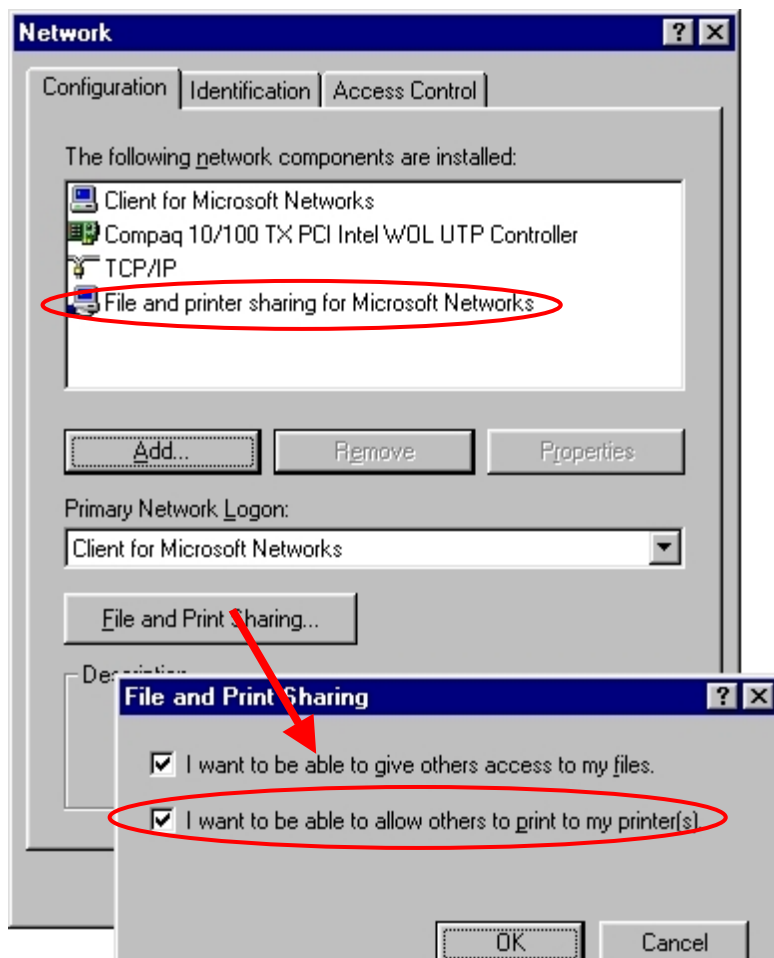 Network
Configuration Identification Access Control
The following network components are installed:
Client for Microsoft Networks
Compaq 10/100 TX PCI Intel WOL UTP Controller
TCP/IP
File and printer sharing for Microsoft Networks
Add... Remove Properties
Primary Network Logon:
Client for Microsoft Networks
File and Print Sharing...
Description
File and Print Sharing
I want to be able to give others access to my files.
I want to be able to allow others to print to my printer(s).
OK Cancel